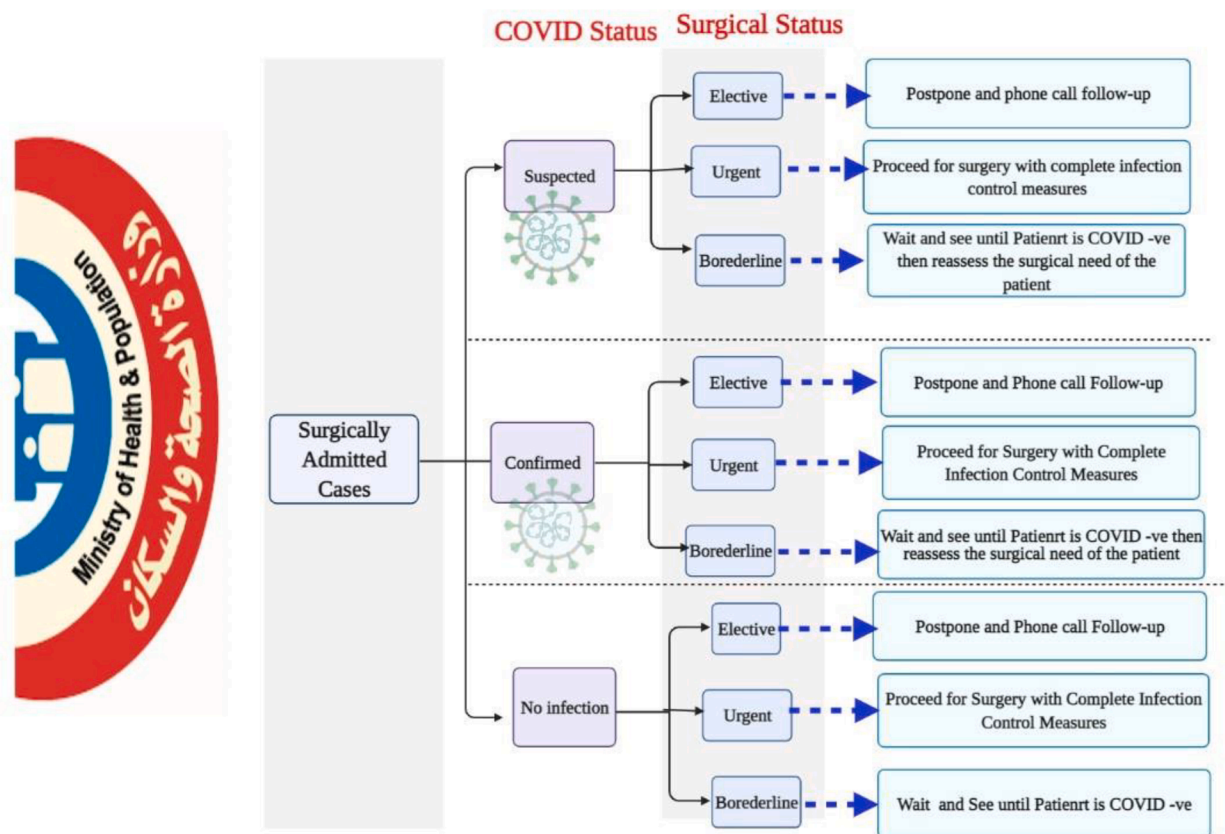 COVID Status
Surgical Status
وزارة الصحة والسكان
Ministry of Health & Population
Surgically
Admitted
Cases
Suspected
Elective
Postpone and phone call follow-up
Urgent
Proceed for surgery with complete infection
control measures
Borederline
Wait and see until Patienrt is COVID -ve
then reassess the surgical need of the
patient
Confirmed
Elective
Postpone and Phone call Follow-up
Urgent
Proceed for Surgery with Complete
Infection Control Measures
Borederline
Wait and see until Patienrt is COVID -ve then
reassess the surgical need of the patient
No infection
Elective
Postpone and Phone call Follow-up
Urgent
Proceed for Surgery with Complete Infection
Control Measures
Borederline
Wait and See until Patienrt is COVID -ve